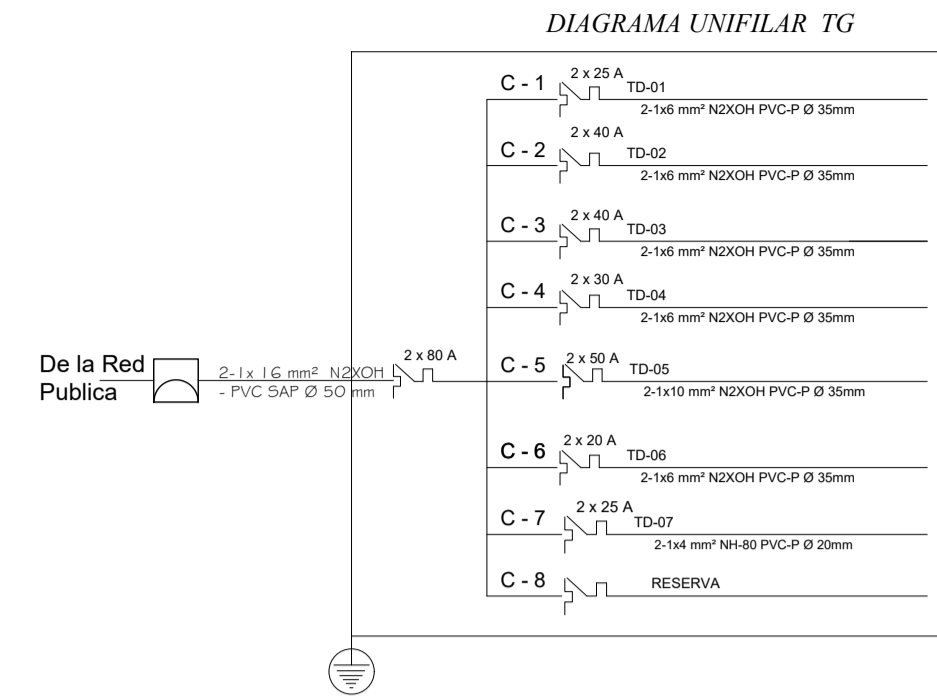 DIAGRAMA UNIFILAR TG
C - 1
2 x 25 A
TD-01
2-1x6 mm² N2XOH PVC-P Ø 35mm
C - 2
2 x 40 A
TD-02
2-1x6 mm² N2XOH PVC-P Ø 35mm
C - 3
2 x 40 A
TD-03
2-1x6 mm² N2XOH PVC-P Ø 35mm
C - 4
2 x 30 A
TD-04
2-1x6 mm² N2XOH PVC-P Ø 35mm
De la Red
Publica
2-1x 16 mm² N2XOH
- PVC SAP Ø 50 mm
2 x 80 A
C - 5
2 x 50 A
TD-05
2-1x10 mm² N2XOH PVC-P Ø 35mm
C - 6
2 x 20 A
TD-06
2-1x6 mm² N2XOH PVC-P Ø 35mm
C - 7
2 x 25 A
TD-07
2-1x4 mm² NH-80 PVC-P Ø 20mm
C - 8
RESERVA